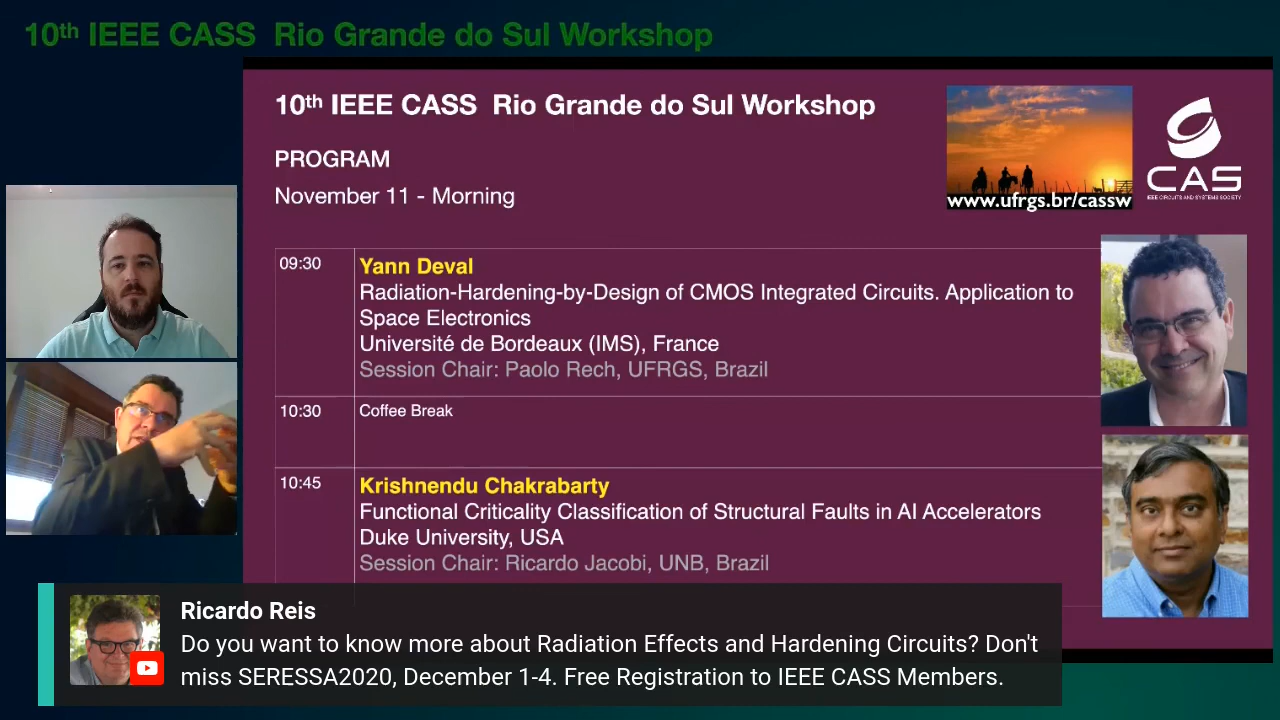 10th IEEE CASS Rio Grande do Sul Workshop
10th IEEE CASS Rio Grande do Sul Workshop
PROGRAM
November 11 - Morning
www.ufrgs.br/cassw
CAS
IEEE CIRCUITS AND SYSTEMS SOCIETY
09:30
Yann Deval
Radiation-Hardening-by-Design of CMOS Integrated Circuits. Application to
Space Electronics
Université de Bordeaux (IMS), France
Session Chair: Paolo Rech, UFRGS, Brazil
10:30
Coffee Break
10:45
Krishnendu Chakrabarty
Functional Criticality Classification of Structural Faults in AI Accelerators
Duke University, USA
Session Chair: Ricardo Jacobi, UNB, Brazil
Ricardo Reis
Do you want to know more about Radiation Effects and Hardening Circuits? Don't
miss SERESSA2020, December 1-4. Free Registration to IEEE CASS Members.